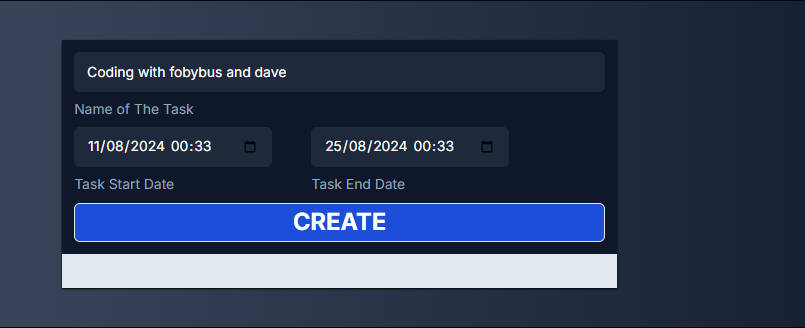 Coding with fobybus and dave
Name of The Task
11/08/2024 00:33 25/08/2024 00:33
Task Start Date Task End Date
CREATE